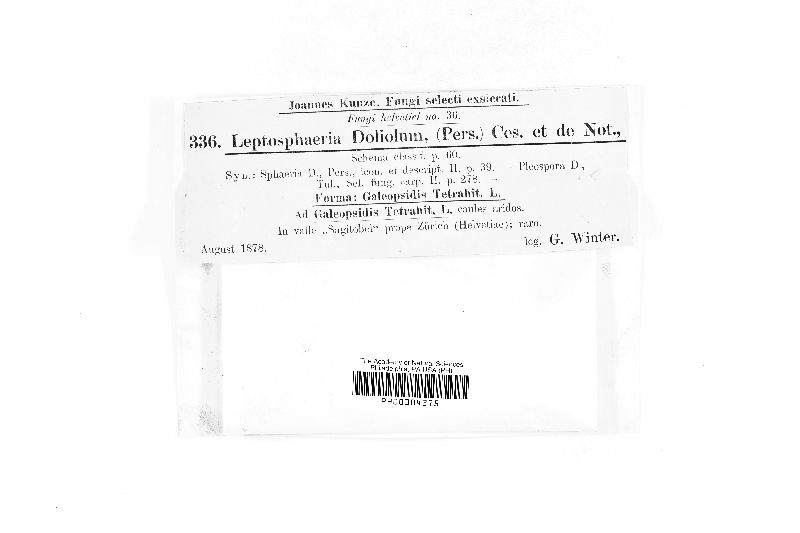 Joannes Kunze, Fungi selecti exsiccati.
Fungi helvetici no. 36.
336. Leptosphaeria Doliolum, (Pers.) Ces. et de Not.,
Schema classif. p. 60.
Syn.: Sphaeria D., Pers., icon. et descript. II. p. 39. — Pleospora D.,
Tul., Sel. fung. carp. II. p. 278. —
Forma: Galeopsidis Tetrahit. L.
Ad Galeopsidis Tetrahit, L. caules aridos.
In valle „Sagitobel“ prope Zürich (Helvetiae); raro.
August 1878.
leg. G. Winter.
The Academy of Natural Sciences
Philadelphia, PA USA (PH)